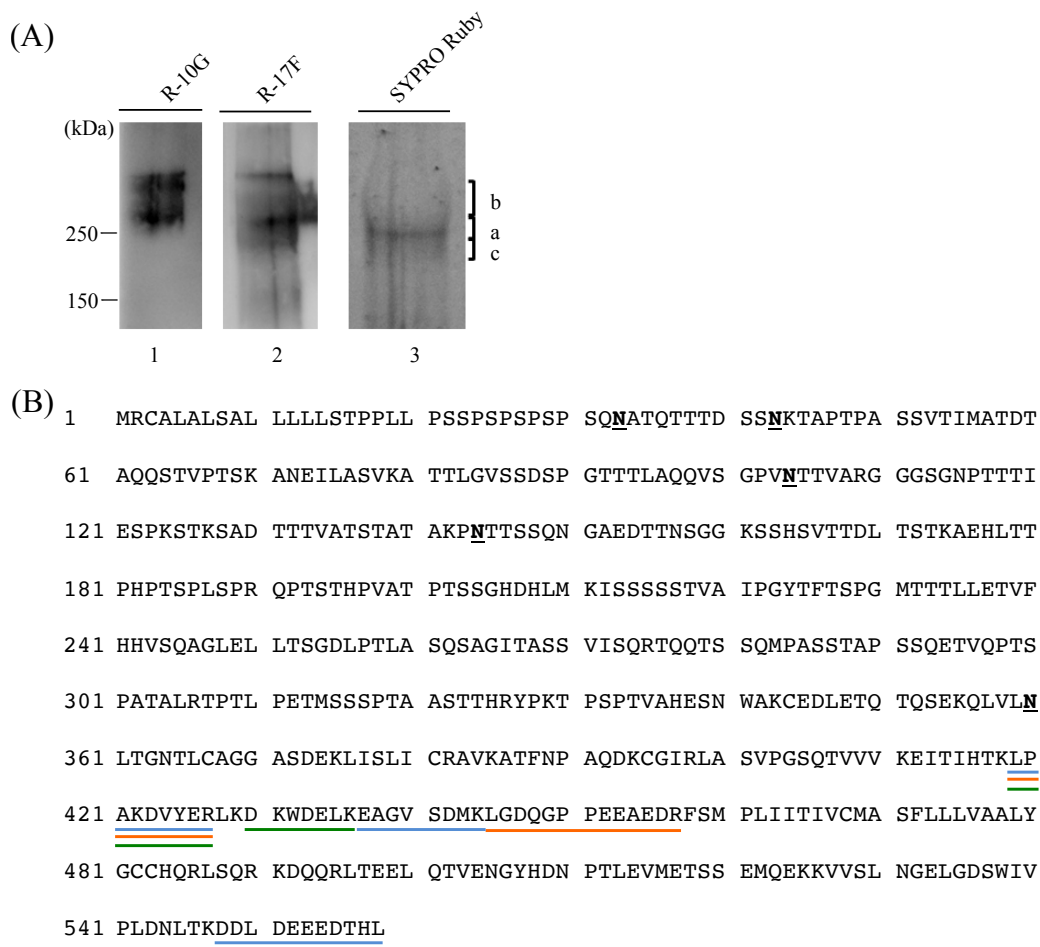 (A)
R-10G R-17F SYPRO Ruby
(kDa)
b
250 a
c
150
1 2 3
(B) 1 MRCALALSAL LLLLSTPPLL PSSPSPSPSP SQNATQTTTD SSNKTAPTPA SSVTIMATDT
61 AQQSTVPTSK ANEILASVKA TTLGVSSDSP GTTTLAQQVS GPVNTTVARG GGSGNPTTTI
121 ESPKSTKSAD TTTVATSTAT AKPNTTSSQN GAEDTTNSGG KSSHSVTTDL TSTKAEHLTT
181 PHPTSPLSPR QPTSTHPVAT PTSSGHDHLM KISSSSSTVA IPGYTFTSPG MTTTLLETVF
241 HHVSQAGLEL LTSGDLPTLA SQSAGITASS VISQRTQQTS SQMPASSTAP SSQETVQPTS
301 PATALRTPTL PETMSSSPTA ASTTHRYPKT PSPTVAHESN WAKCEDLETQ TQSEKQLVLN
361 LTGNTLCAGG ASDEKLISLI CRAVKATFNP AQDKCGIRLA SVPGSQTVVV KEITIHTKLP
421 AKDVYERLKD KWDELKEAGV SDMKLGDQGP PEEAEDRFSM PLIITIVCMA SFLLLVAALY
481 GCCHQRLSQR KDQQRLTEEL QTVENGYHDN PTLEVMETSS EMQEKKVVSL NGELGDSWIV
541 PLDNLTKDDL DEEEDTHL